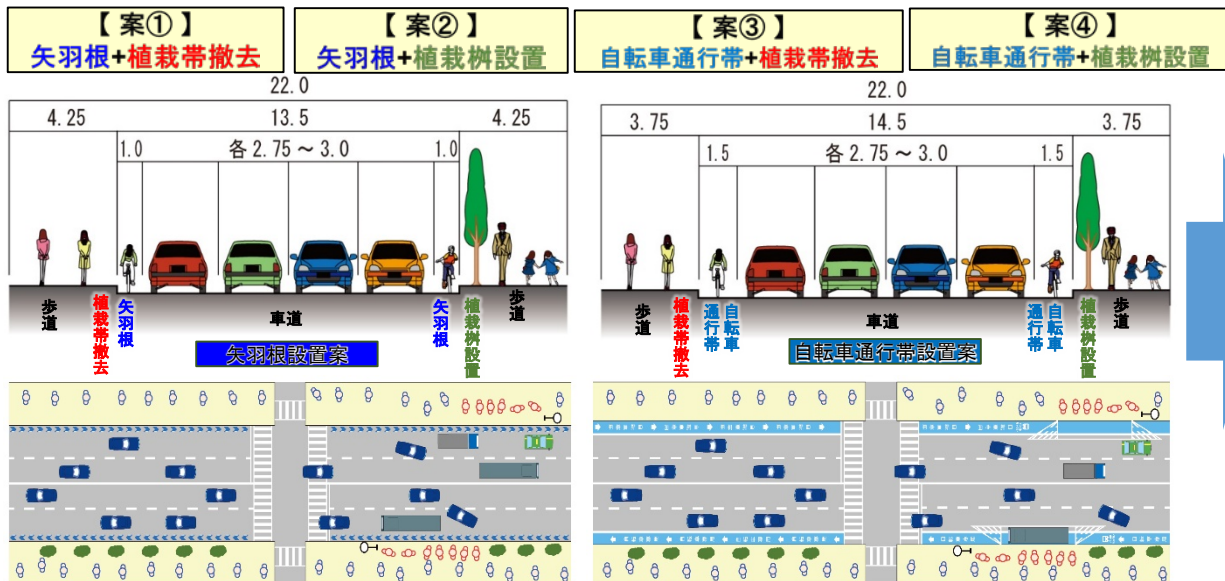 【 案① 】
矢羽根+植栽帯撤去
【 案② 】
矢羽根+植栽桝設置
【 案③ 】
自転車通行帯+植栽帯撤去
【 案④ 】
自転車通行帯+植栽桝設置
22.0
4.25
13.5
4.25
1.0
各2.75～3.0
1.0
歩道
植栽帯撤去
矢羽根
車道
矢羽根
植栽桝設置
歩道
矢羽根設置案
22.0
3.75
14.5
3.75
1.5
各2.75～3.0
1.5
歩道
植栽帯撤去
自転車通行帯
車道
自転車通行帯
植栽桝設置
歩道
自転車通行帯設置案